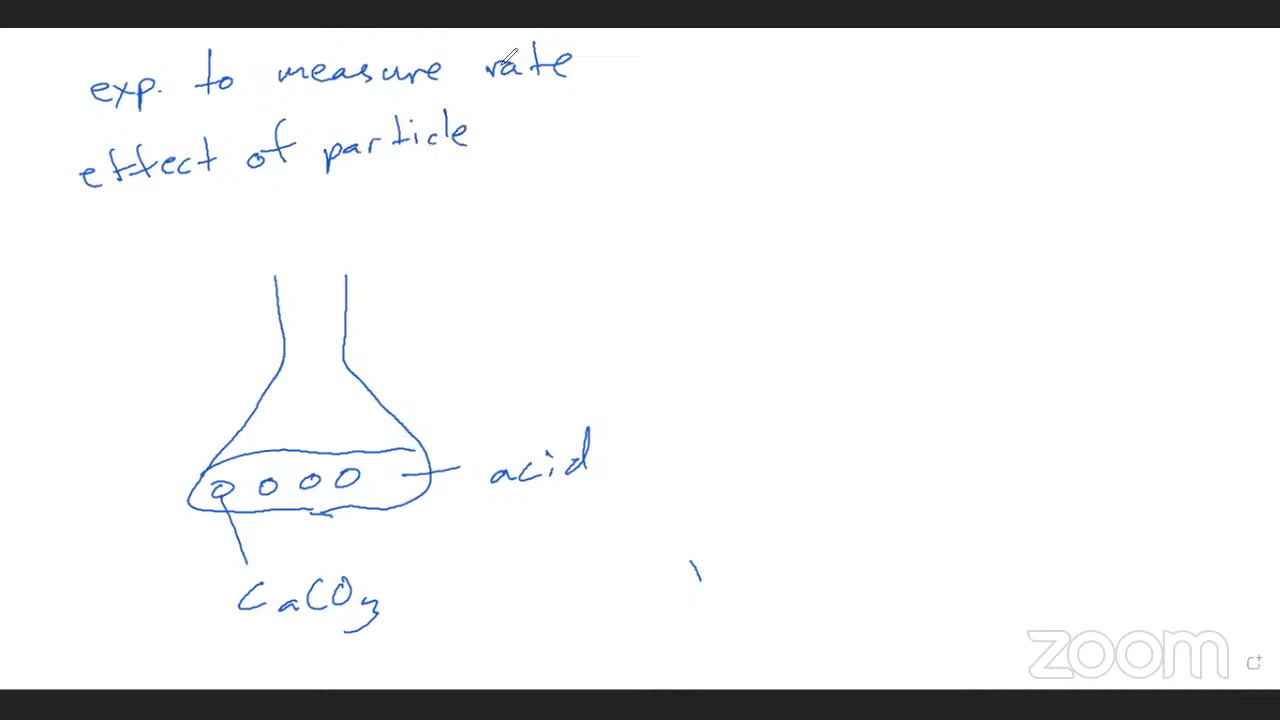 exp. to measure rate
effect of particle
acid
CaCO3
zoom